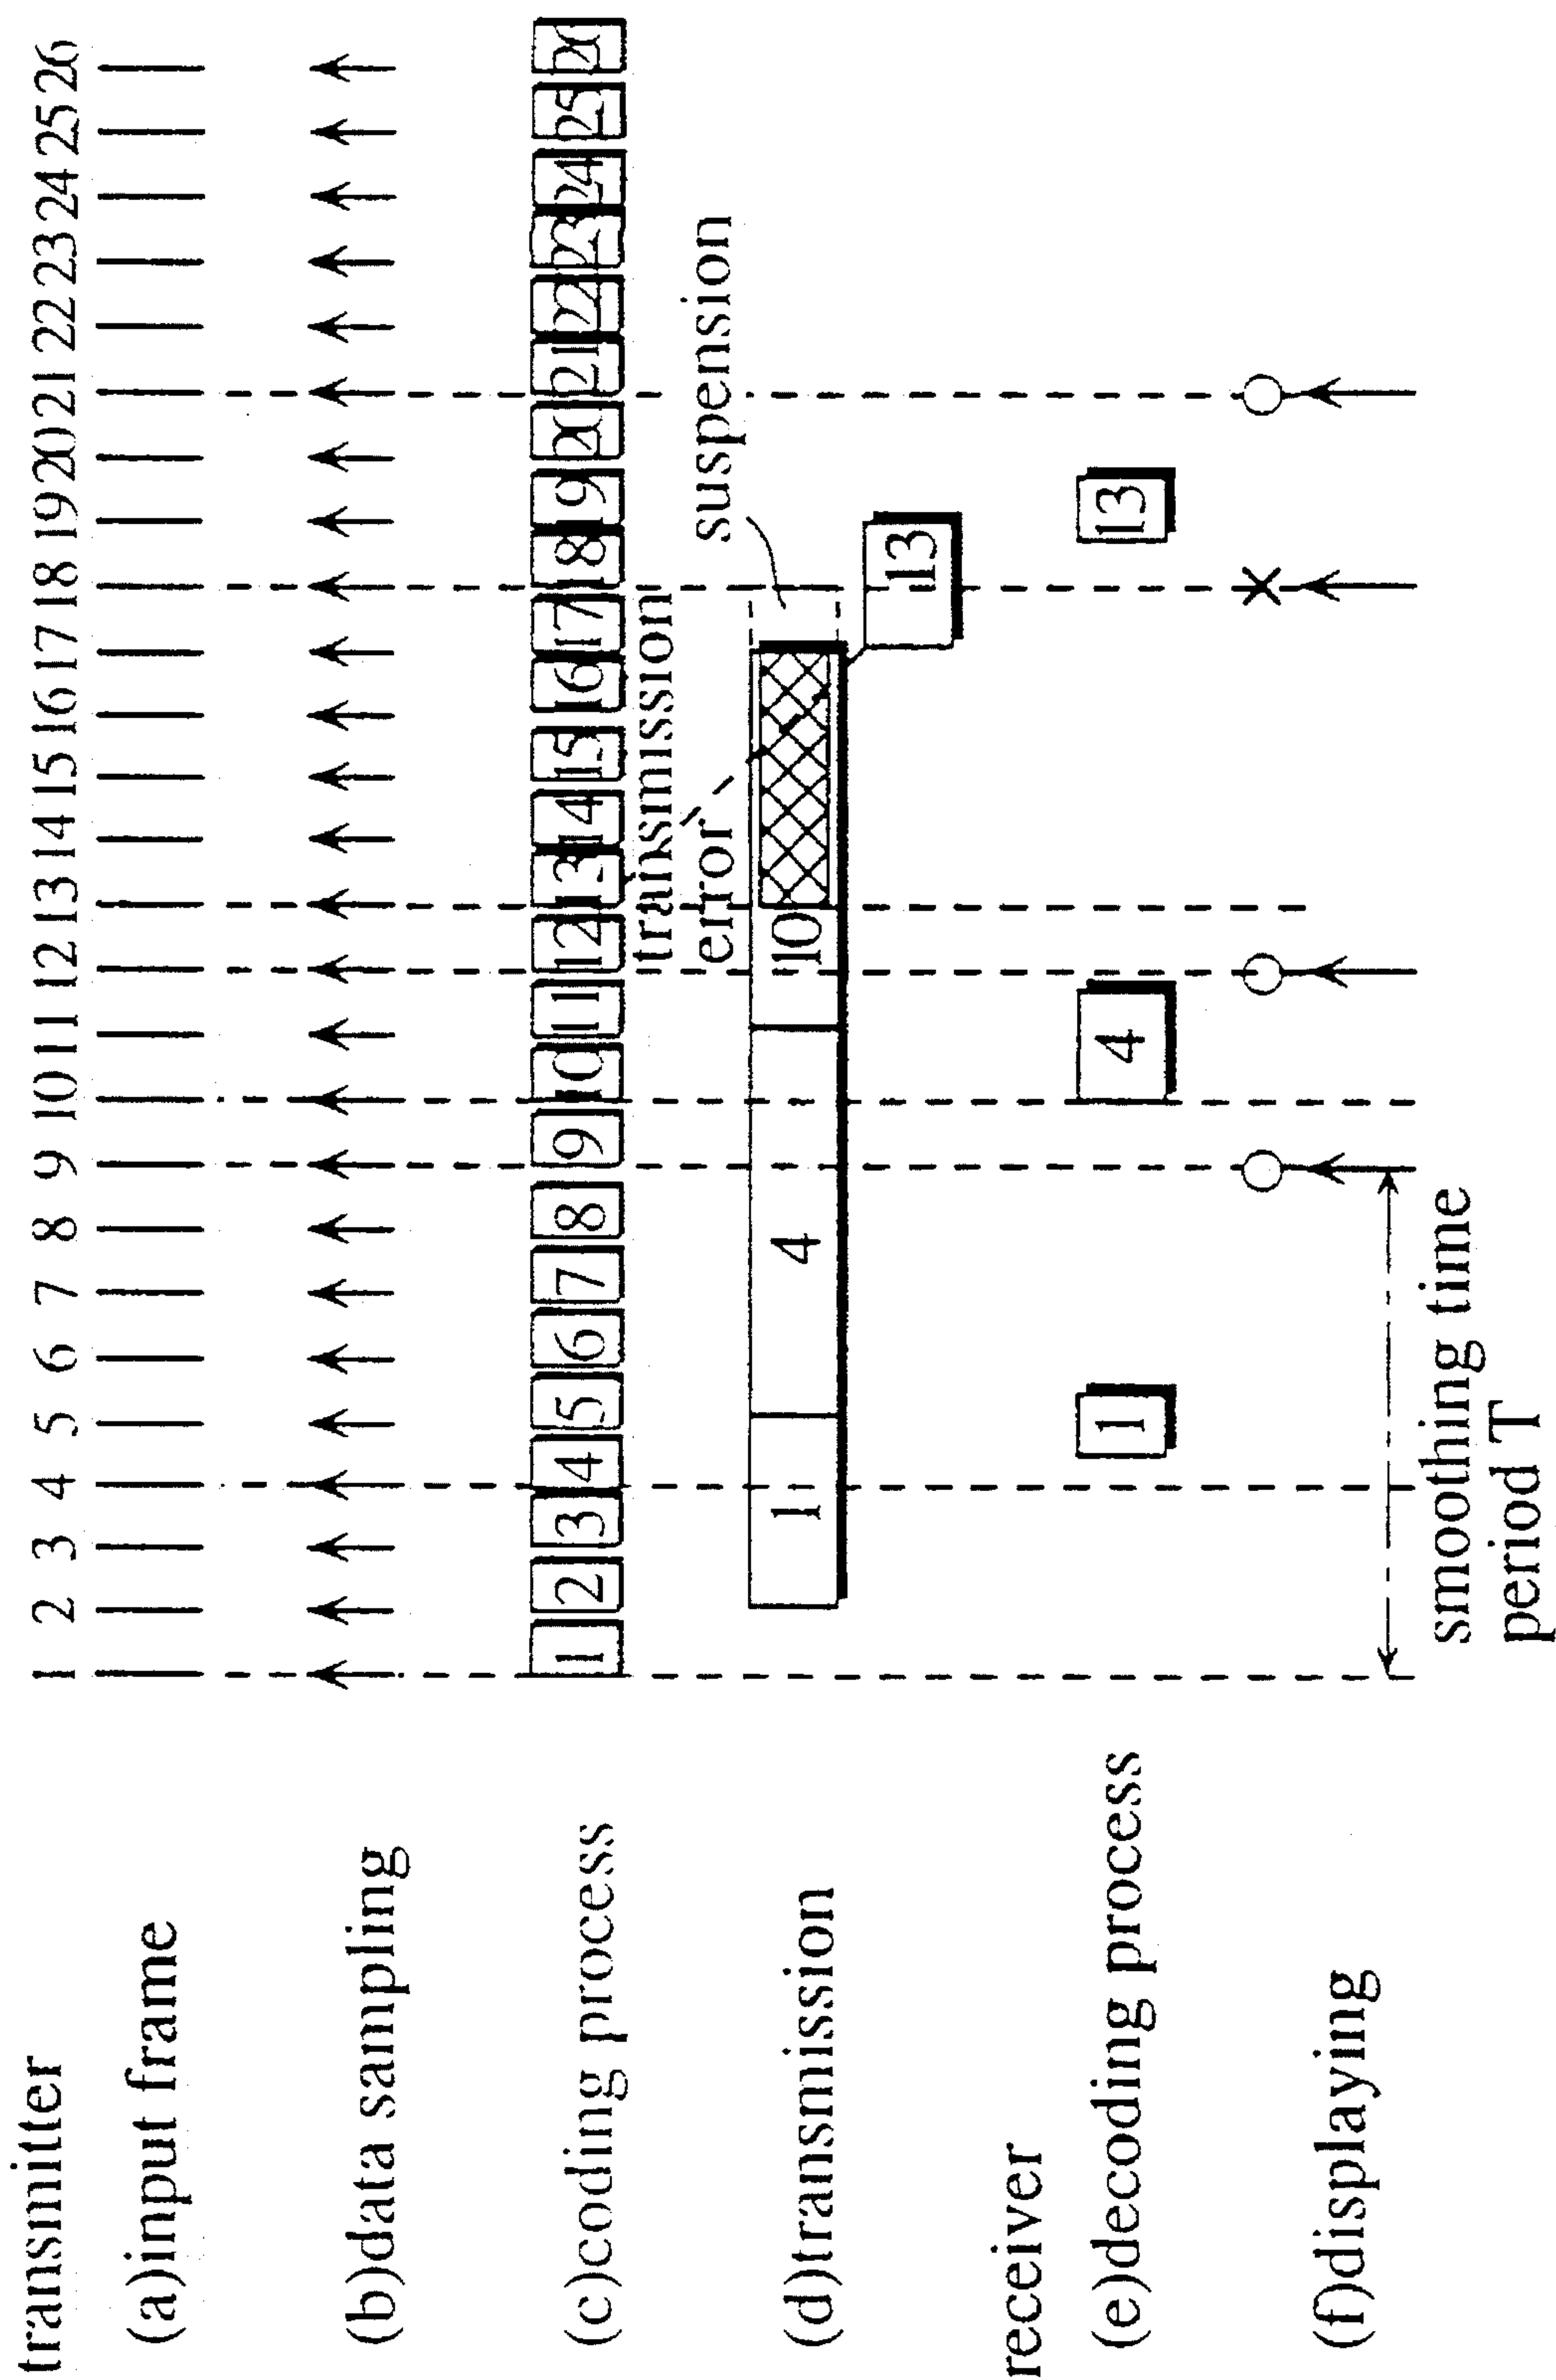 transmitter
1 2 3 4 5 6 7 8 9 10 11 12 13 14 15 16 17 18 19 20 21 22 23 24 25 26
(a)input frame
(b)data sampling
(c)coding process
1 2 3 4 5 6 7 8 9 10 11 12 13 14 15 16 17 18 19 20 21 22 23 24 25 26
transmission
error
suspension
(d)transmission
1 4 10
13
receiver
(e)decoding process
1 4 13
(f)displaying
smoothing time
period T